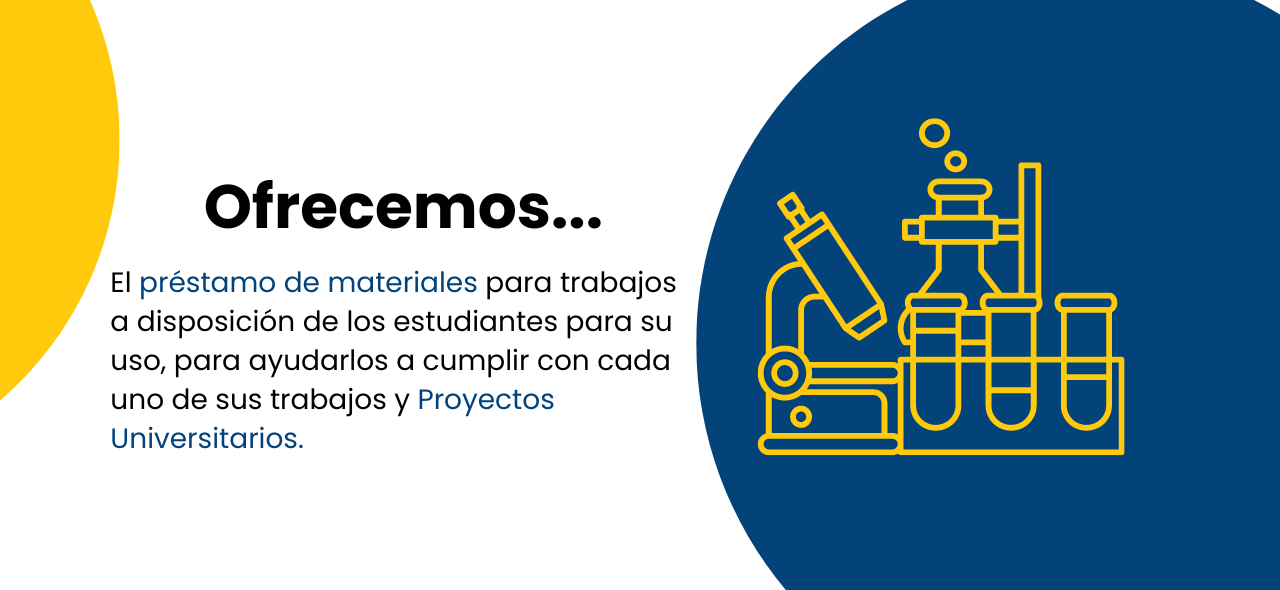 Ofrecemos...
El préstamo de materiales para trabajos
a disposición de los estudiantes para su
uso, para ayudarlos a cumplir con cada
uno de sus trabajos y Proyectos
Universitarios.